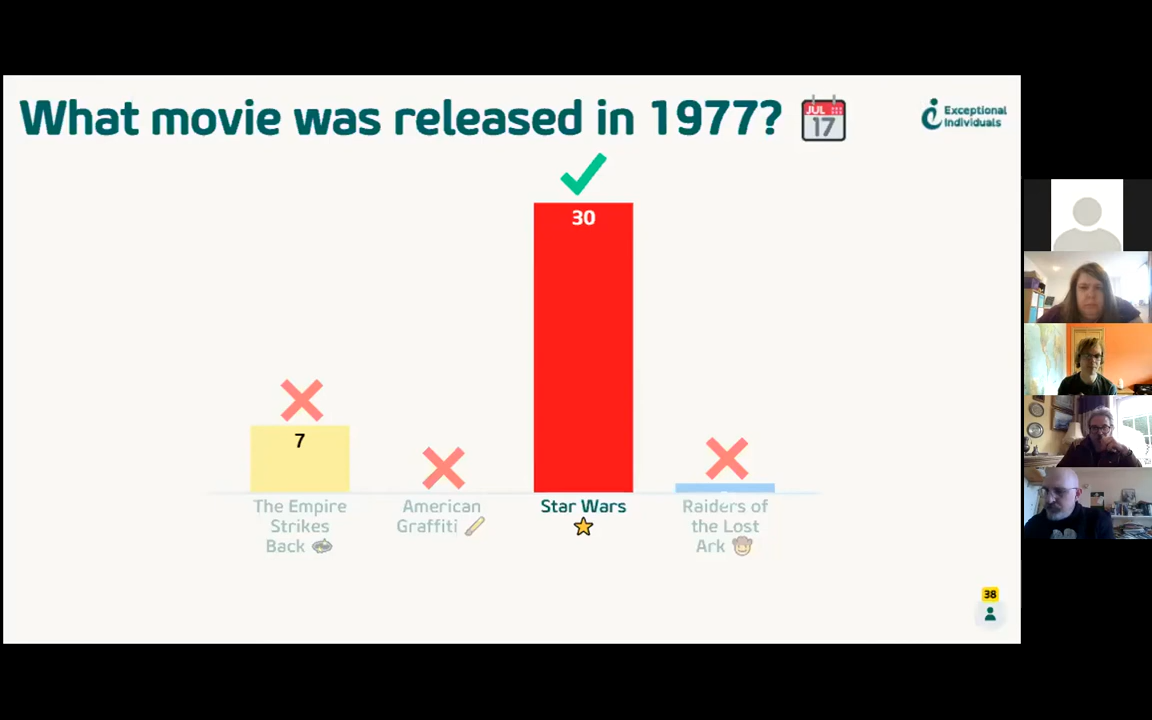 What movie was released in 1977?
JUL
17
Exceptional
Individuals
30
7
The Empire
Strikes
Back
American
Graffiti
Star Wars
Raiders of
the Lost
Ark
38